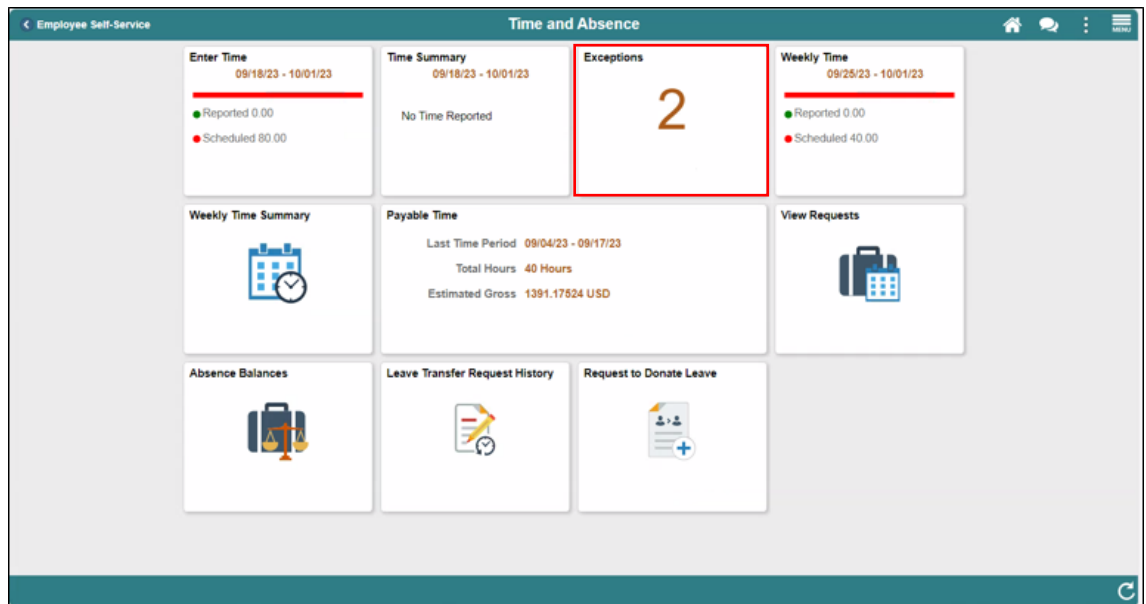 Employee Self-Service
Time and Absence
MENU
Enter Time
09/18/23 - 10/01/23
Reported 0.00
Scheduled 80.00
Time Summary
09/18/23 - 10/01/23
No Time Reported
Exceptions
2
Weekly Time
09/25/23 - 10/01/23
Reported 0.00
Scheduled 40.00
Weekly Time Summary
Payable Time
Last Time Period 09/04/23 - 09/17/23
Total Hours 40 Hours
Estimated Gross 1391.17524 USD
View Requests
Absence Balances
Leave Transfer Request History
Request to Donate Leave